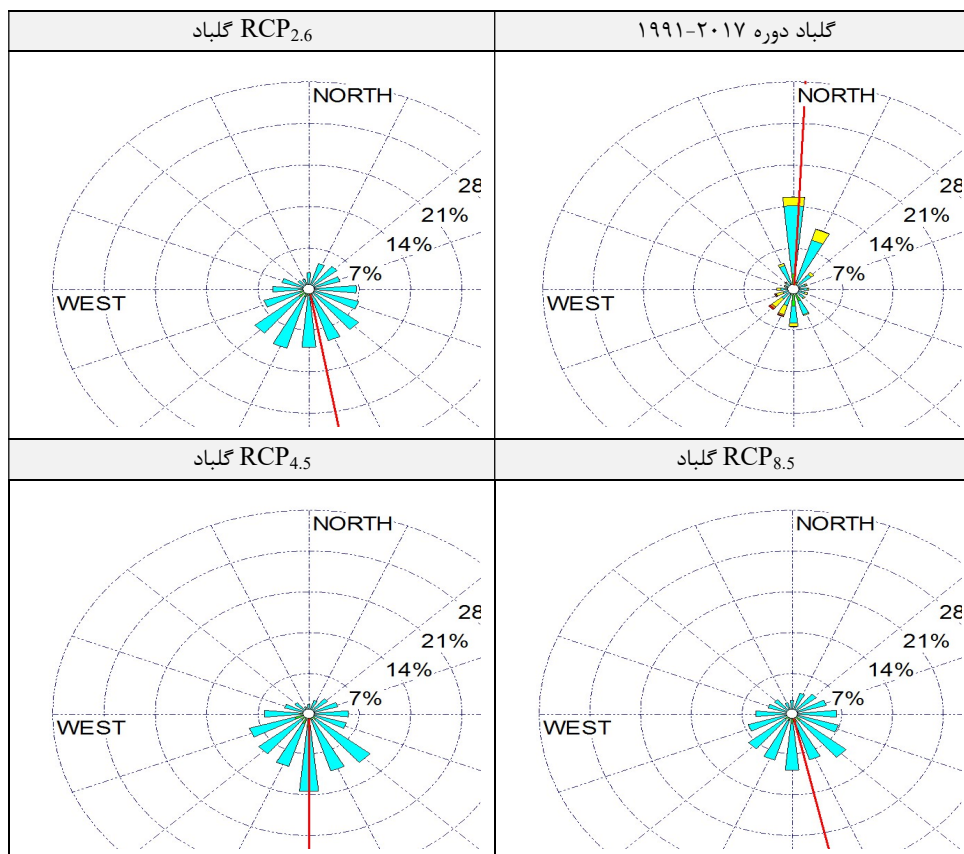 گلباد دوره ۲۰۱۷-۱۹۹۱
گلباد RCP2.6
NORTH
28
21%
14%
7%
WEST
NORTH
28
21%
14%
7%
WEST
گلباد RCP8.5
گلباد RCP4.5
NORTH
28
21%
14%
7%
WEST
NORTH
28
21%
14%
7%
WEST